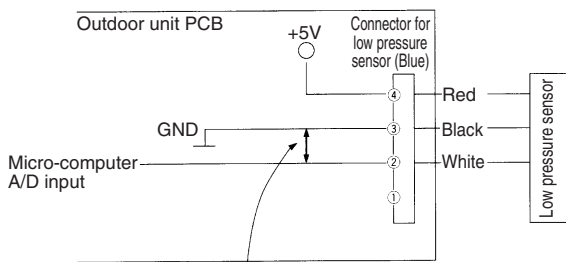 Outdoor unit PCB
+5V
Connector for
low pressure
sensor (Blue)
④
Red
GND
③
Black
Micro-computer
A/D input
②
White
①
Low pressure sensor